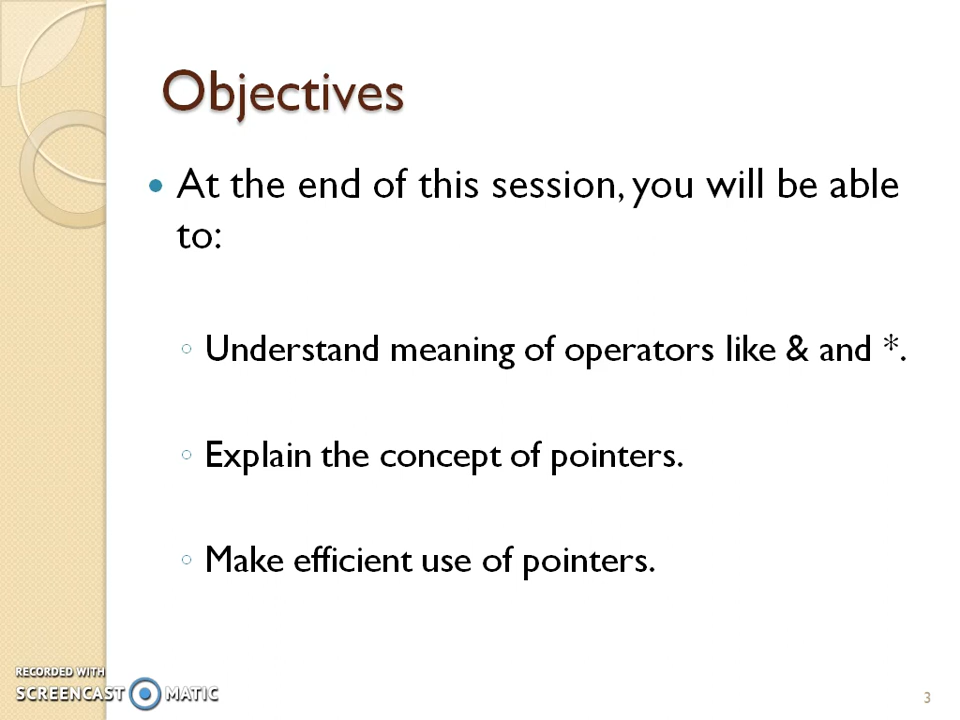 Objectives
At the end of this session, you will be able
to:
Understand meaning of operators like & and *.
Explain the concept of pointers.
Make efficient use of pointers.
RECORDED WITH
SCREENCAST MATIC
3